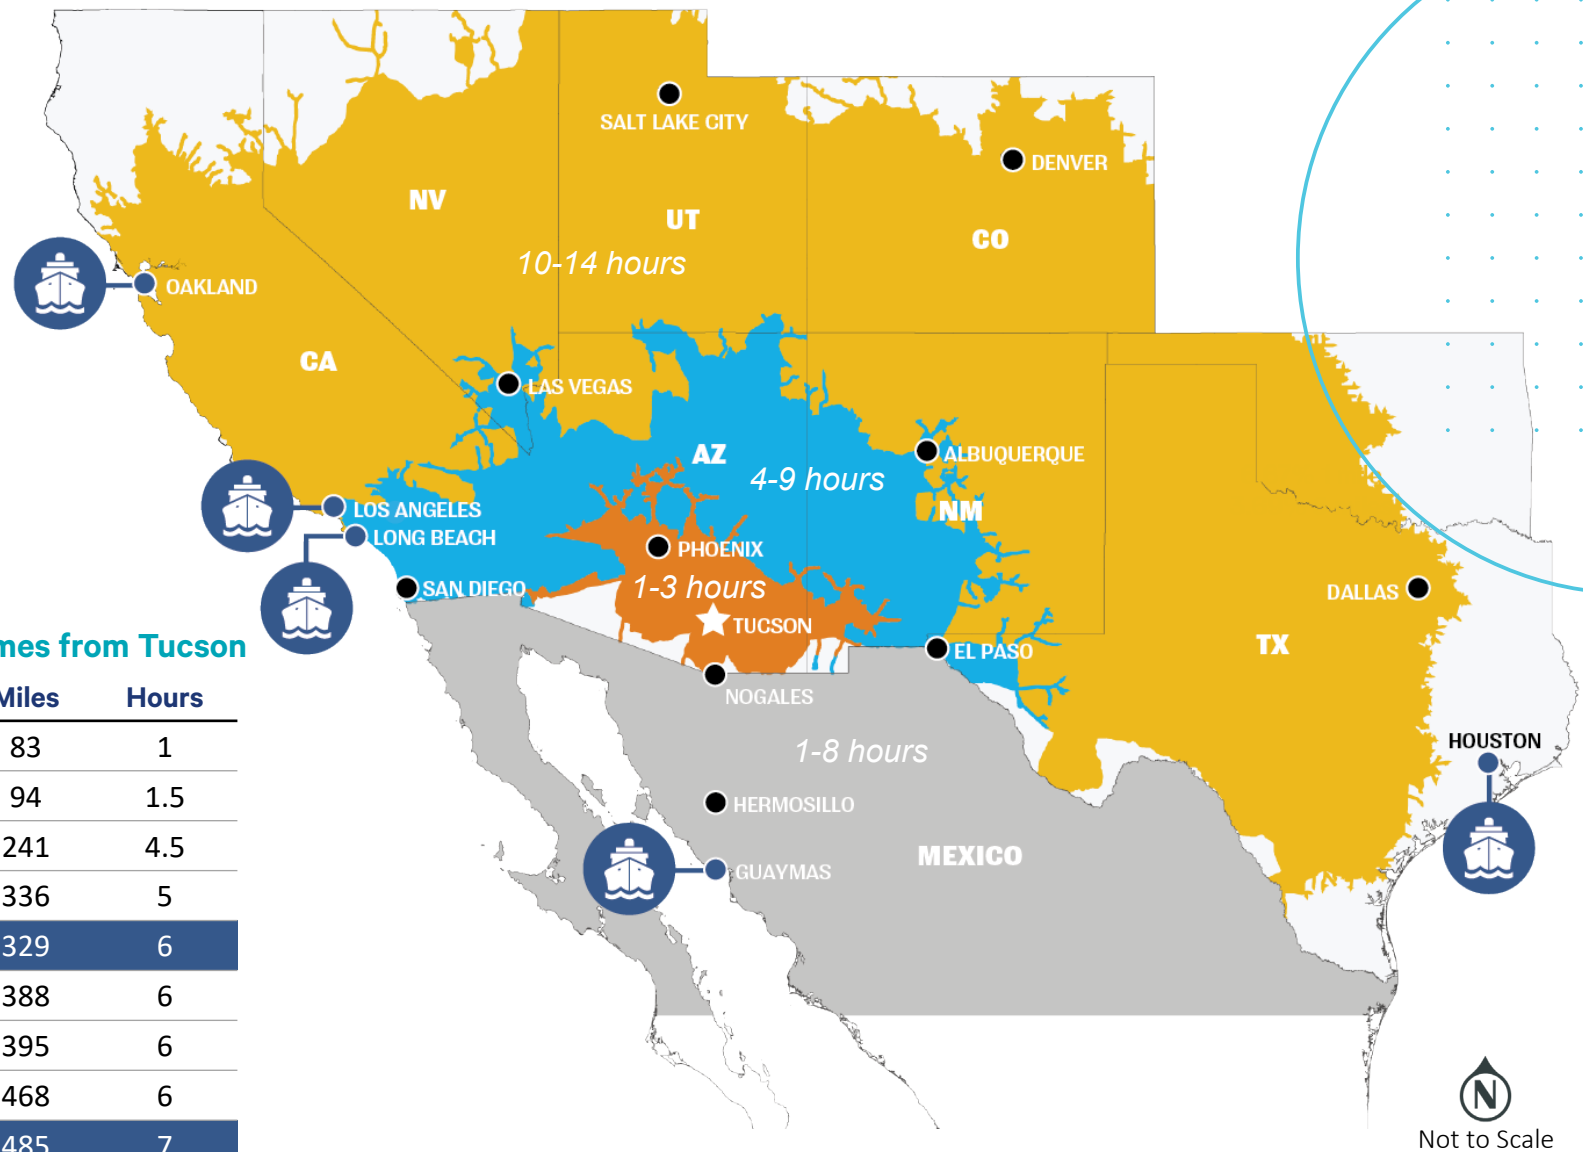 SALT LAKE CITY
DENVER
NV
UT
CO
10-14 hours
OAKLAND
CA
LAS VEGAS
AZ
4-9 hours
ALBUQUERQUE
NM
LOS ANGELES
LONG BEACH
PHOENIX
1-3 hours
SAN DIEGO
DALLAS
TUCSON
TX
EL PASO
NOGALES
1-8 hours
HOUSTON
HERMOSILLO
MEXICO
GUAYMAS
mes from Tucson
Miles Hours
83 1
94 1.5
241 4.5
336 5
329 6
388 6
395 6
468 6
485 7
N
Not to Scale